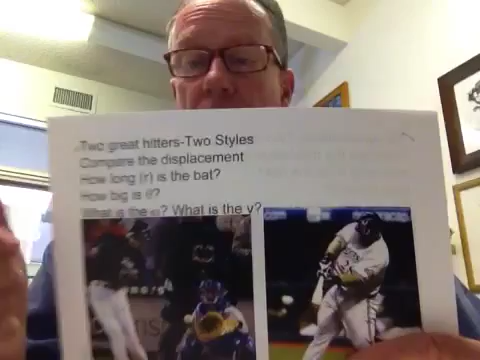 Two great hitters-Two Styles
Compare the displacement
How long (r) is the bat?
How big is θ?
What is the ω? What is the v?